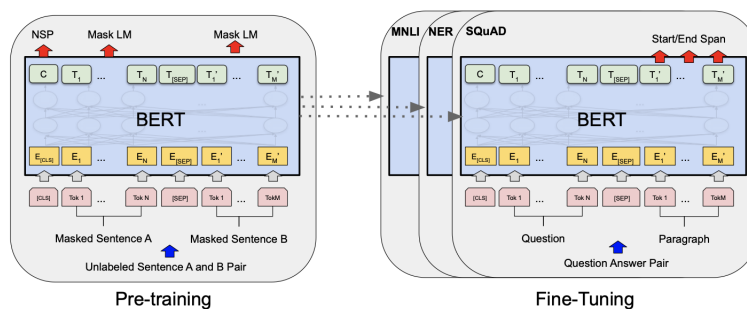 NSP Mask LM Mask LM
C T1 ... TN T[SEP] T1' ... TM'
BERT
E[CLS] E1 ... EN E[SEP] E1' ... EM'
[CLS] Tok 1 ... Tok N [SEP] Tok 1 ... TokM
Masked Sentence A Masked Sentence B
Unlabeled Sentence A and B Pair
Pre-training
MNLI NER SQuAD
Start/End Span
C T1 ... TN T[SEP] T1' ... TM'
BERT
E[CLS] E1 ... EN E[SEP] E1' ... EM'
[CLS] Tok 1 ... Tok N [SEP] Tok 1 ... TokM
Question Paragraph
Question Answer Pair
Fine-Tuning